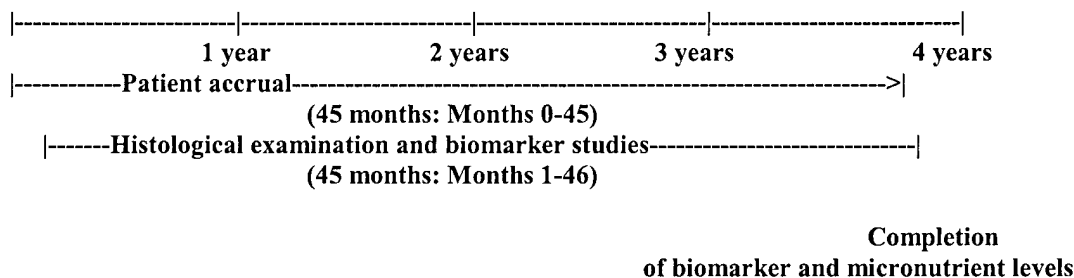 |-----------------------|------------------------|------------------------|--------------------------|
1 year 2 years 3 years 4 years
|-----------Patient accrual------------------------------------------------------------->|
(45 months: Months 0-45)
|-------Histological examination and biomarker studies---------------------------|
(45 months: Months 1-46)
Completion
of biomarker and micronutrient levels